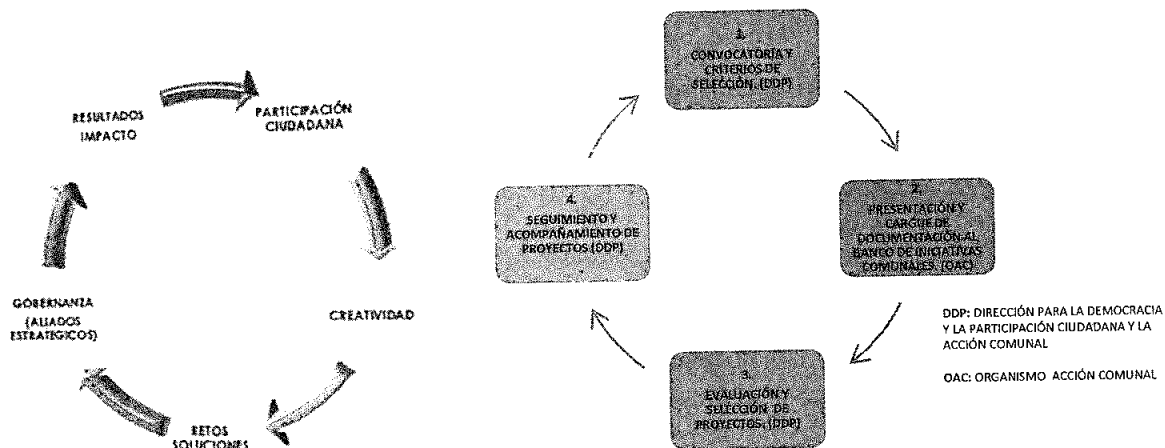 RESULTADOS
IMPACTO
PARTICIPACIÓN
CIUDADANA
CREATIVIDAD
RETOS
SOLUCIONES
GOBERNANZA
(ALIADOS
ESTRATEGICOS)
1.
CONVOCATORIA Y
CRITERIOS DE
SELECCIÓN. (DDP)
2.
PRESENTACIÓN Y
CARGUE DE
DOCUMENTACIÓN AL
BANCO DE INICIATIVAS
COMUNALES. (OAC)
3.
EVALUACIÓN Y
SELECCIÓN DE
PROYECTOS. (DDP)
4.
SEGUIMIENTO Y
ACOMPAÑAMIENTO DE
PROYECTOS (DDP)
DDP: DIRECCIÓN PARA LA DEMOCRACIA
Y LA PARTICIPACIÓN CIUDADANA Y LA
ACCIÓN COMUNAL
OAC: ORGANISMO ACCIÓN COMUNAL